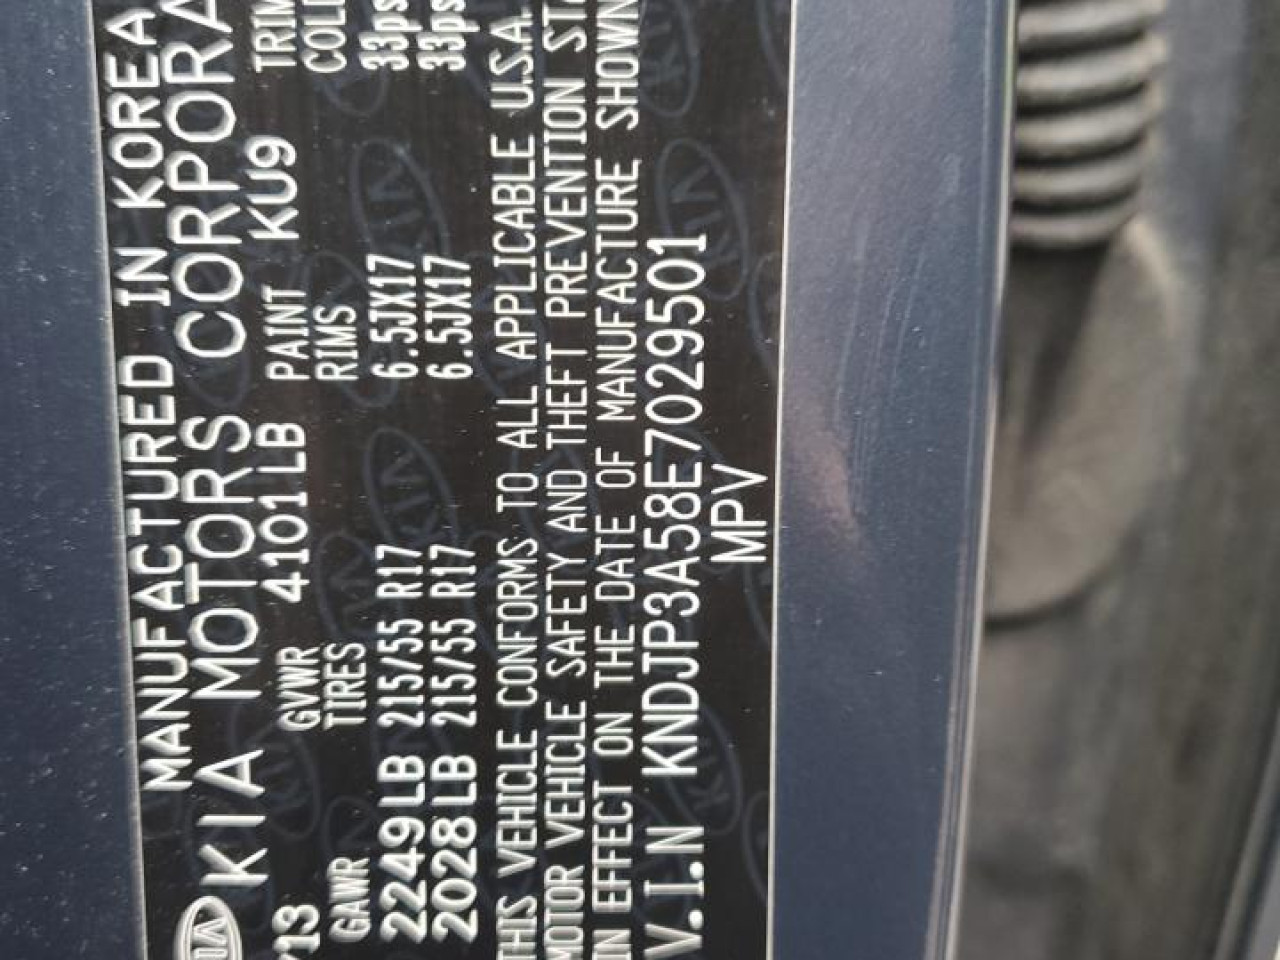 MANUFACTURED IN KOREA
KIA MOTORS CORPORA
/13 GVWR 4101LB PAINT KU9 TRIM
GAWR TIRES RIMS COLD
2249LB 215/55 R17 6.5JX17 33ps
2028LB 215/55 R17 6.5JX17 33ps
THIS VEHICLE CONFORMS TO ALL APPLICABLE U.S.A.
MOTOR VEHICLE SAFETY AND THEFT PREVENTION STA
IN EFFECT ON THE DATE OF MANUFACTURE SHOWN
V.I.N KNDJP3A58E7029501
MPV